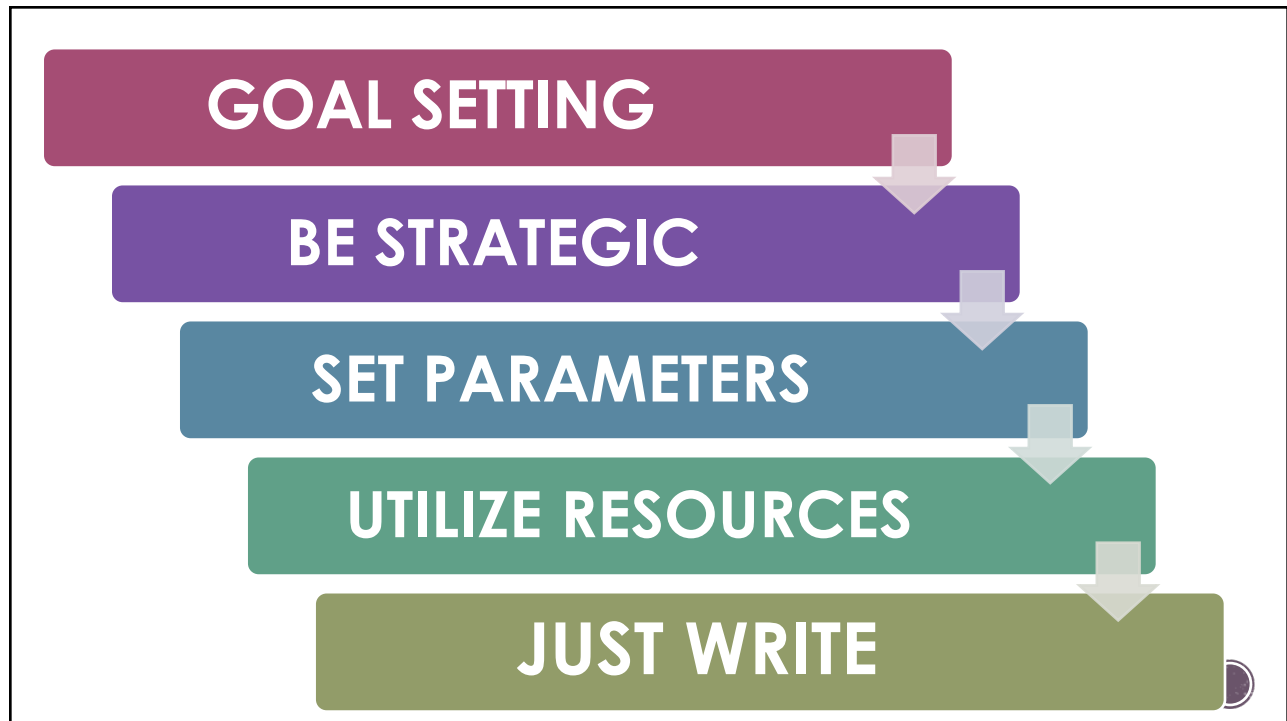 GOAL SETTING
BE STRATEGIC
SET PARAMETERS
UTILIZE RESOURCES
JUST WRITE